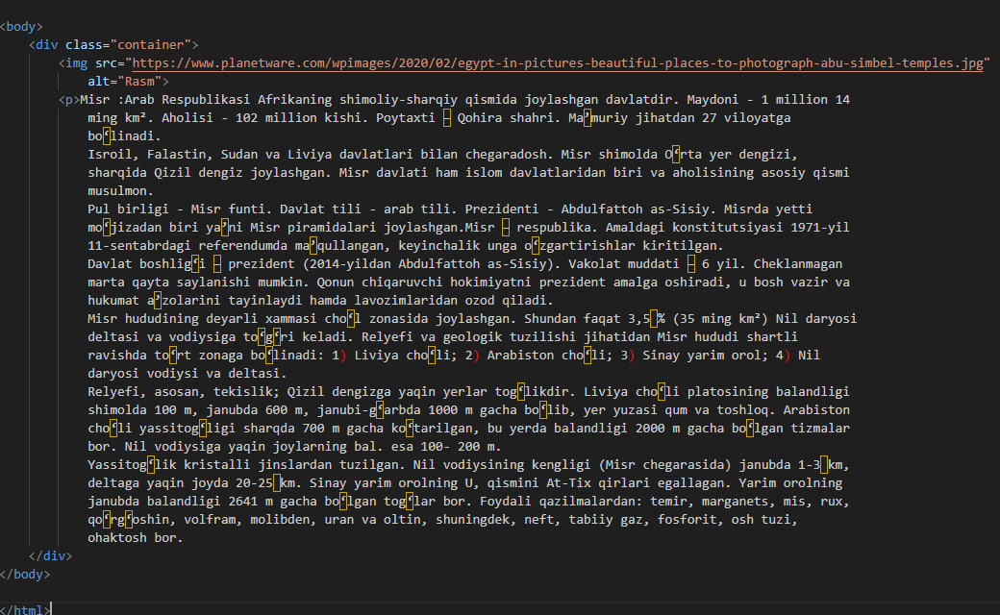 <body>
<div class="container">
<img src="https://www.planetware.com/wpimages/2020/02/egypt-in-pictures-beautiful-places-to-photograph-abu-simbel-temples.jpg"
alt="Rasm">
<p>Misr :Arab Respublikasi Afrikaning shimoliy-sharqiy qismida joylashgan davlatdir. Maydoni - 1 million 14
ming km². Aholisi - 102 million kishi. Poytaxti – Qohira shahri. Maʼmuriy jihatdan 27 viloyatga
boʻlinadi.
Isroil, Falastin, Sudan va Liviya davlatlari bilan chegaradosh. Misr shimolda Oʻrta yer dengizi,
sharqida Qizil dengiz joylashgan. Misr davlati ham islom davlatlaridan biri va aholisining asosiy qismi
musulmon.
Pul birligi - Misr funti. Davlat tili - arab tili. Prezidenti - Abdulfattoh as-Sisiy. Misrda yetti
moʻjizadan biri yaʼni Misr piramidalari joylashgan.Misr – respublika. Amaldagi konstitutsiyasi 1971-yil
11-sentabrdagi referendumda maʼqullangan, keyinchalik unga oʻzgartirishlar kiritilgan.
Davlat boshligʻi – prezident (2014-yildan Abdulfattoh as-Sisiy). Vakolat muddati – 6 yil. Cheklanmagan
marta qayta saylanishi mumkin. Qonun chiqaruvchi hokimiyatni prezident amalga oshiradi, u bosh vazir va
hukumat aʼzolarini tayinlaydi hamda lavozimlaridan ozod qiladi.
Misr hududining deyarli xammasi choʻl zonasida joylashgan. Shundan faqat 3,5 % (35 ming km²) Nil daryosi
deltasi va vodiysiga toʻgʻri keladi. Relyefi va geologik tuzilishi jihatidan Misr hududi shartli
ravishda toʻrt zonaga boʻlinadi: 1) Liviya choʻli; 2) Arabiston choʻli; 3) Sinay yarim orol; 4) Nil
daryosi vodiysi va deltasi.
Relyefi, asosan, tekislik; Qizil dengizga yaqin yerlar togʻlikdir. Liviya choʻli platosining balandligi
shimolda 100 m, janubda 600 m, janubi-gʻarbda 1000 m gacha boʻlib, yer yuzasi qum va toshloq. Arabiston
choʻli yassitogʻligi sharqda 700 m gacha koʻtarilgan, bu yerda balandligi 2000 m gacha boʻlgan tizmalar
bor. Nil vodiysiga yaqin joylarning bal. esa 100- 200 m.
Yassitogʻlik kristalli jinslardan tuzilgan. Nil vodiysining kengligi (Misr chegarasida) janubda 1-3 km,
deltaga yaqin joyda 20-25 km. Sinay yarim orolning U, qismini At-Tix qirlari egallagan. Yarim orolning
janubda balandligi 2641 m gacha boʻlgan togʻlar bor. Foydali qazilmalardan: temir, marganets, mis, rux,
qoʻrgʻoshin, volfram, molibden, uran va oltin, shuningdek, neft, tabiiy gaz, fosforit, osh tuzi,
ohaktosh bor.
</div>
</body>
</html>